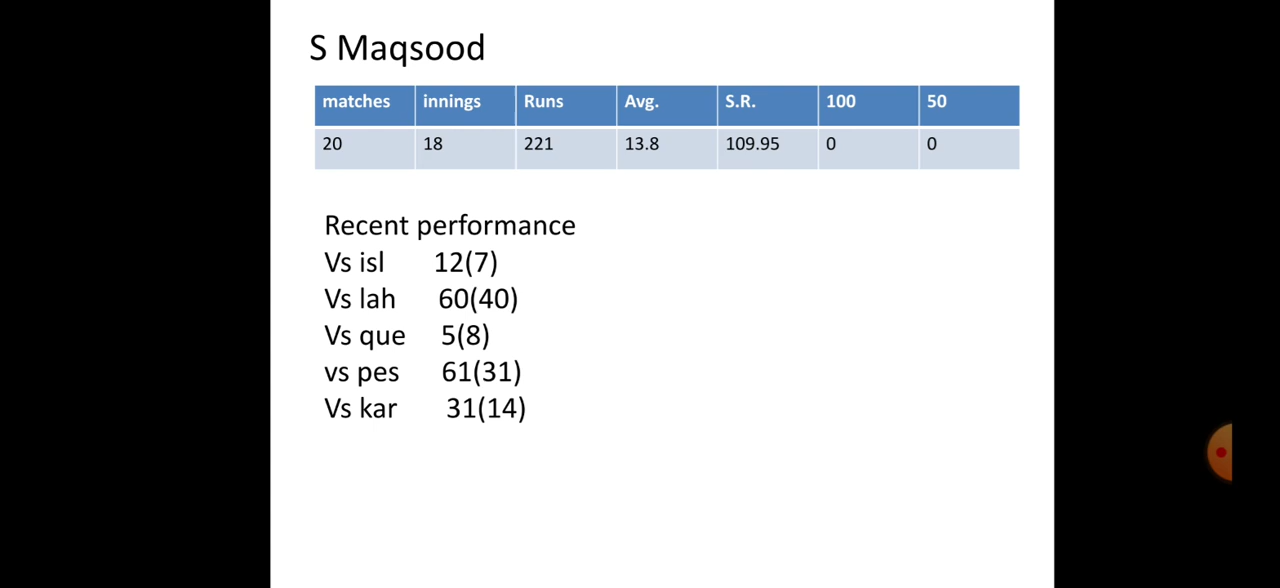 S Maqsood
matches innings Runs Avg. S.R. 100 50
20 18 221 13.8 109.95 0 0
Recent performance
Vs isl 12(7)
Vs lah 60(40)
Vs que 5(8)
vs pes 61(31)
Vs kar 31(14)